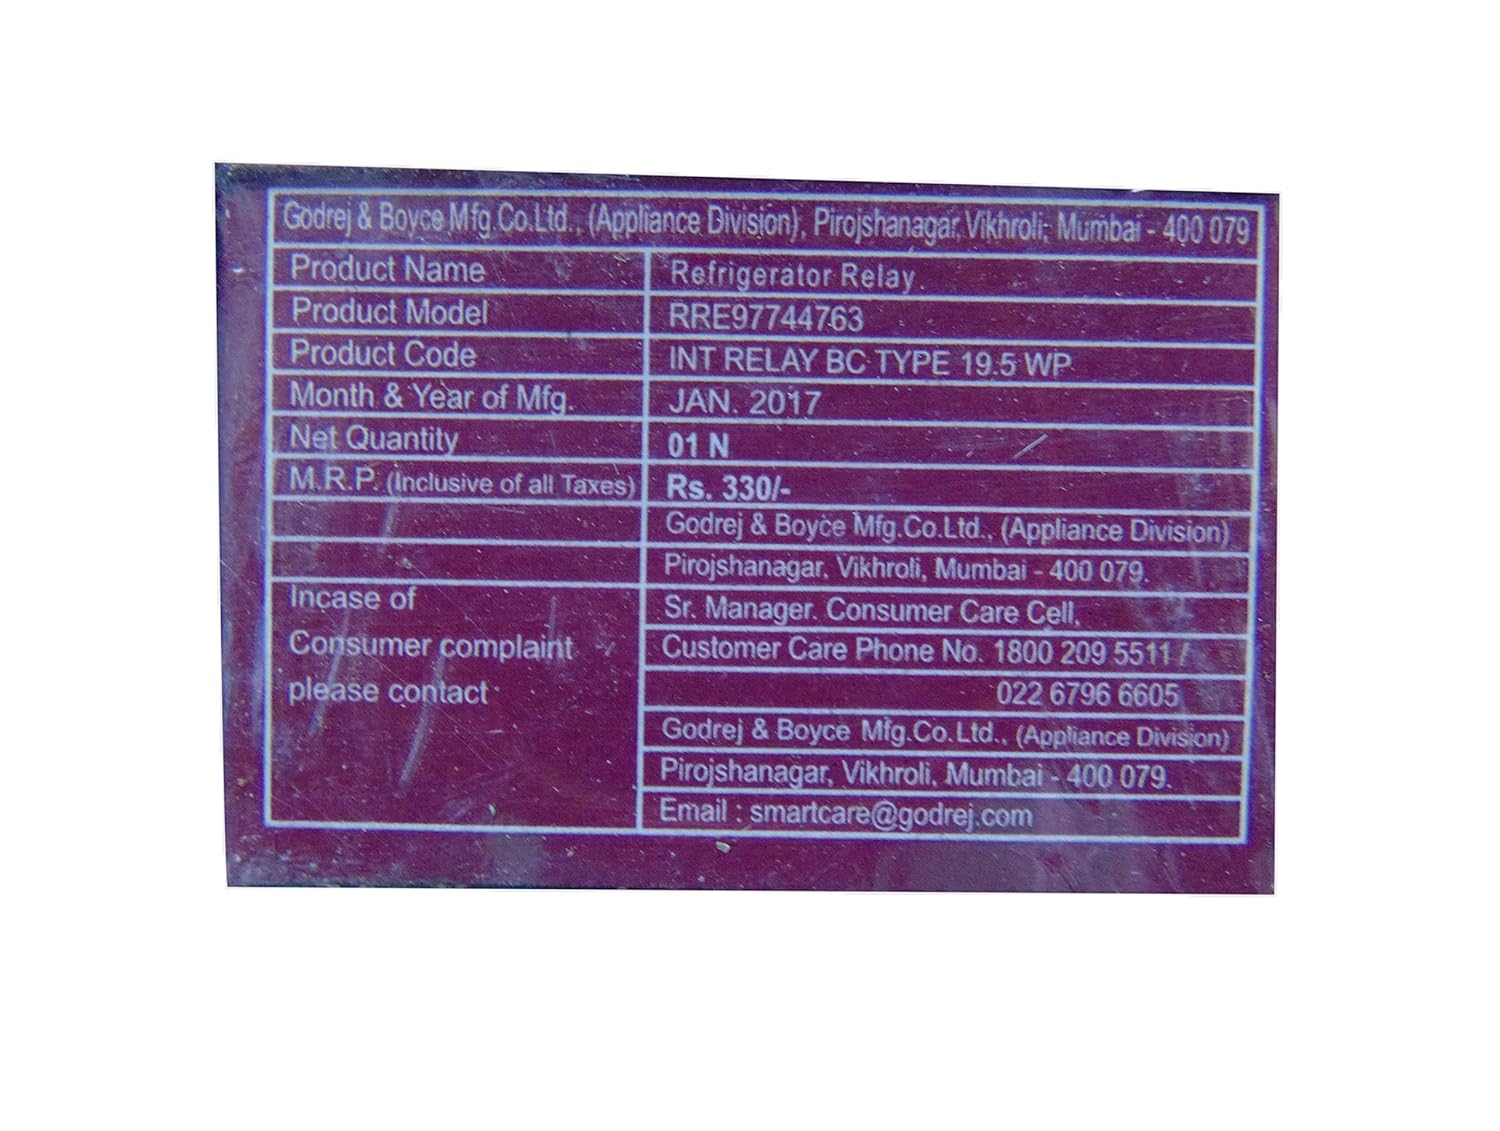 Godrej & Boyce Mfg.Co.Ltd., (Appliance Division), Pirojshanagar, Vikhroli, Mumbai - 400 079
Product Name Refrigerator Relay.
Product Model RRE97744763
Product Code INT RELAY BC TYPE 19.5 WP
Month & Year of Mfg. JAN. 2017
Net Quantity 01 N
M.R.P. (Inclusive of all Taxes) Rs. 330/-
Godrej & Boyce Mfg.Co.Ltd., (Appliance Division)
Pirojshanagar, Vikhroli, Mumbai - 400 079.
Incase of
Consumer complaint
please contact
Sr. Manager. Consumer Care Cell,
Customer Care Phone No. 1800 209 5511 /
022 6796 6605
Godrej & Boyce Mfg.Co.Ltd., (Appliance Division)
Pirojshanagar, Vikhroli, Mumbai - 400 079.
Email : smartcare@godrej.com